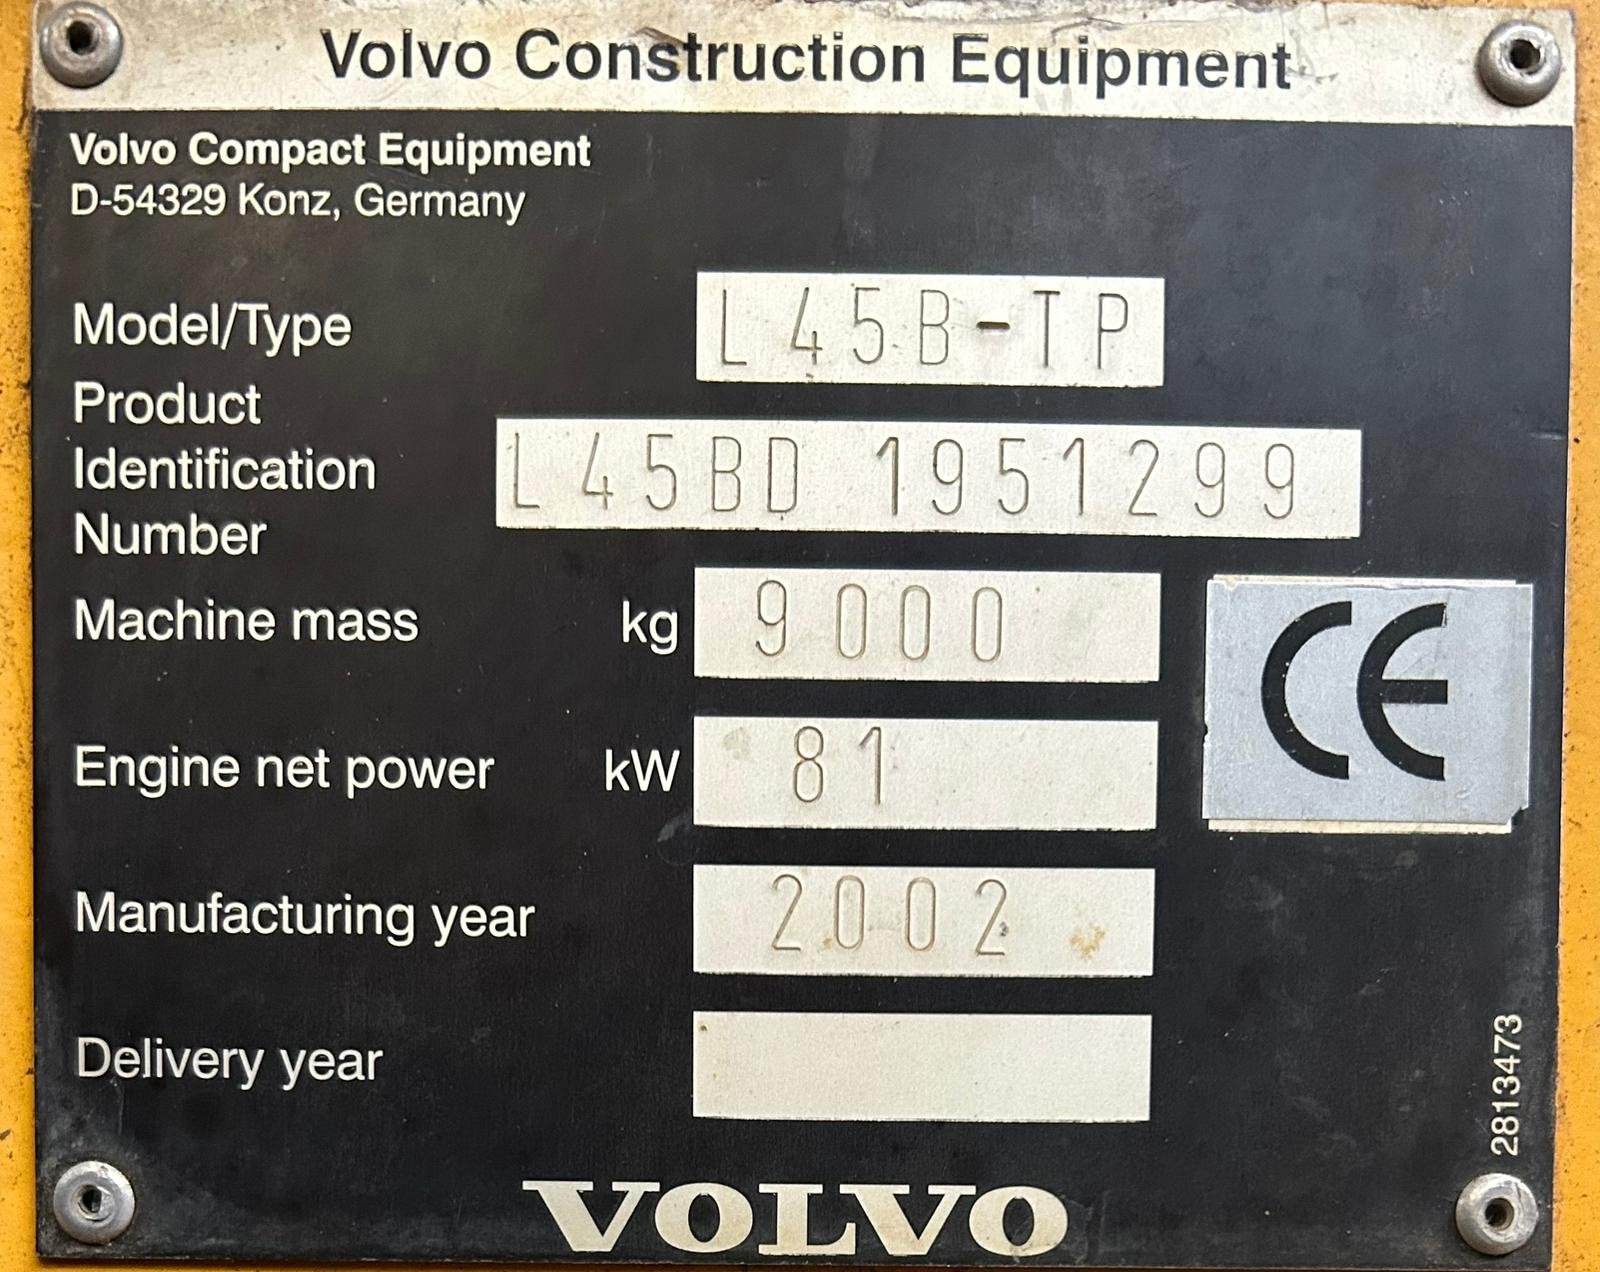 Volvo Construction Equipment
Volvo Compact Equipment
D-54329 Konz, Germany
Model/Type L45B-TP
Product
Identification L45BD 1951299
Number
Machine mass kg 9000
CE
Engine net power kW 81
Manufacturing year 2002
Delivery year
2813473
VOLVO